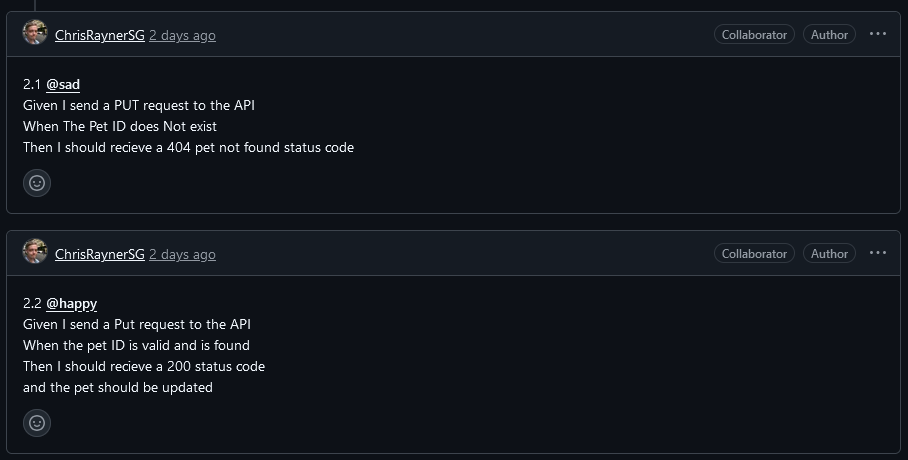 ChrisRaynerSG 2 days ago Collaborator Author
2.1 @sad
Given I send a PUT request to the API
When The Pet ID does Not exist
Then I should recieve a 404 pet not found status code
ChrisRaynerSG 2 days ago Collaborator Author
2.2 @happy
Given I send a Put request to the API
When the pet ID is valid and is found
Then I should recieve a 200 status code
and the pet should be updated